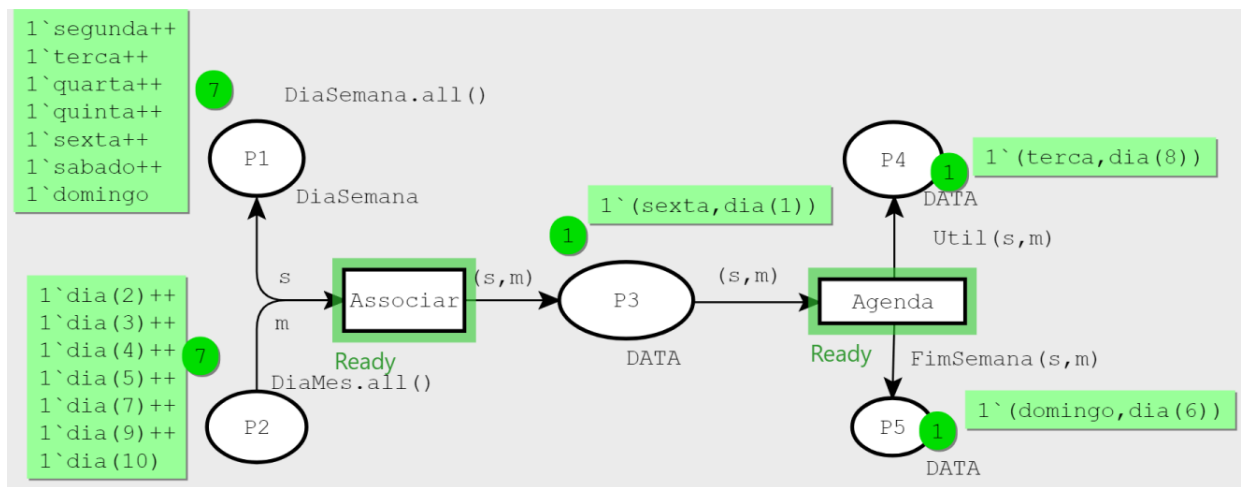 1`segunda++
1`terca++
1`quarta++
1`quinta++
1`sexta++
1`sabado++
1`domingo
7
DiaSemana.all()
P1
DiaSemana
1`dia(2)++
1`dia(3)++
1`dia(4)++
1`dia(5)++
1`dia(7)++
1`dia(9)++
1`dia(10)
7
DiaMes.all()
P2
s
m
Associar
Ready
(s,m)
1
1`(sexta,dia(1))
P3
DATA
(s,m)
Agenda
Ready
P4
1
1`(terca,dia(8))
DATA
Util(s,m)
FimSemana(s,m)
P5
1
1`(domingo,dia(6))
DATA